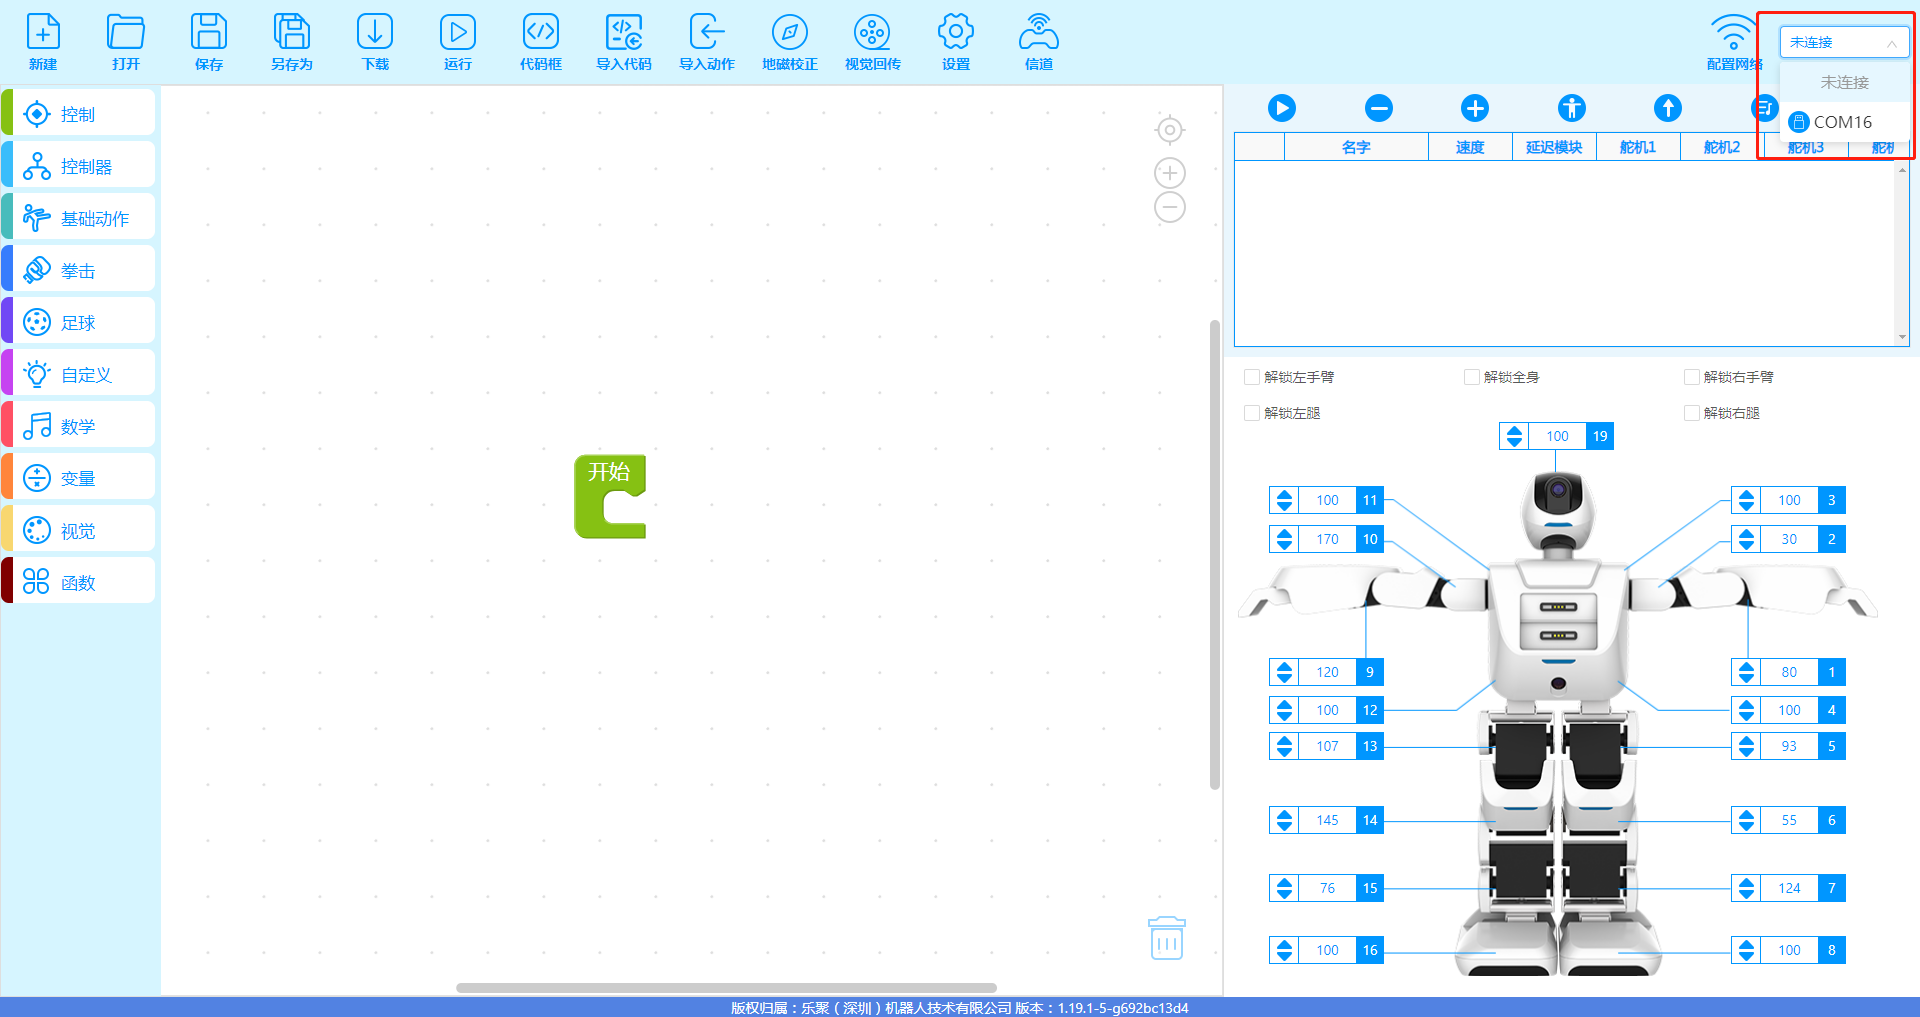 新建 打开 保存 另存为 下载 运行 代码框 导入代码 导入动作 地磁校正 视觉回传 设置 信道 配置网络
未连接
未连接
COM16
控制
控制器
基础动作
拳击
足球
自定义
数学
变量
视觉
函数
开始
名字 速度 延迟模块 舵机1 舵机2 舵机3 舵机
解锁左手臂 解锁全身 解锁右手臂
解锁左腿 解锁右腿
100 19
100 11 100 3
170 10 30 2
120 9 80 1
100 12 100 4
107 13 93 5
145 14 55 6
76 15 124 7
100 16 100 8
版权归属：乐聚（深圳）机器人技术有限公司 版本：1.19.1-5-g692bc13d4